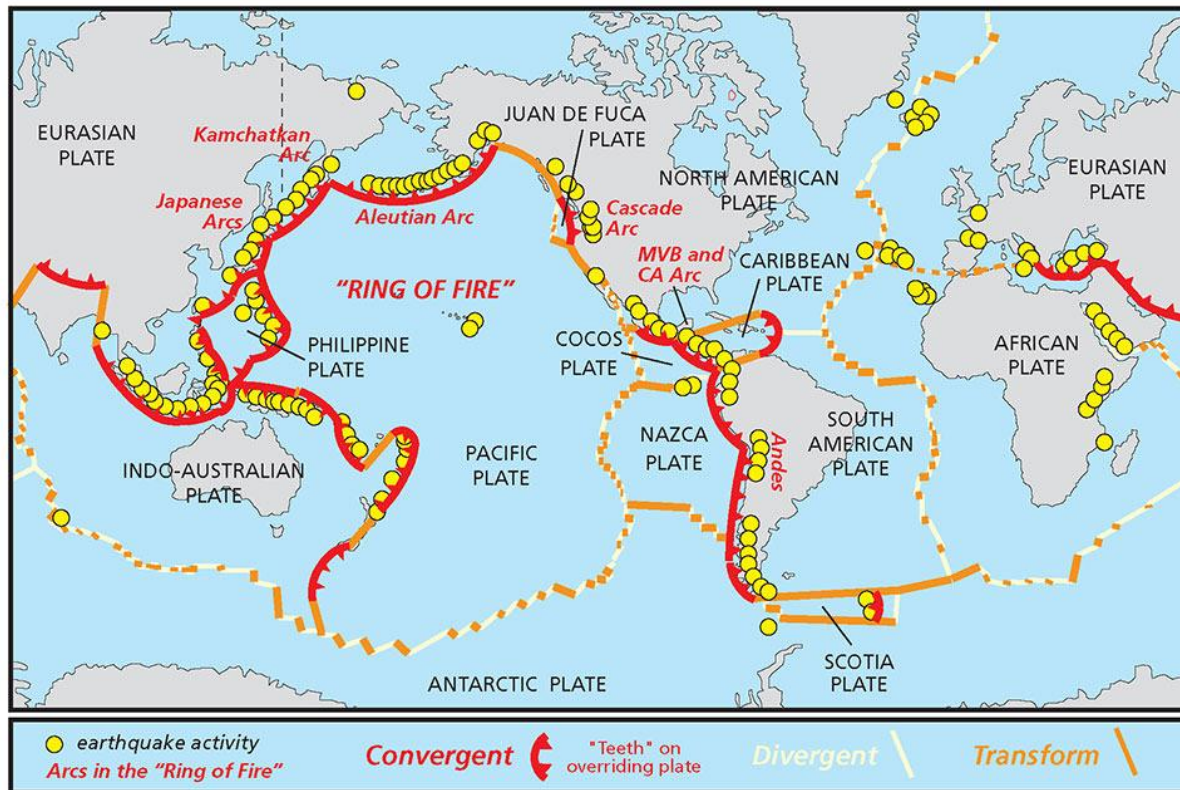 EURASIAN
PLATE
Kamchatkan
Arc
Japanese
Arcs
Aleutian Arc
JUAN DE FUCA
PLATE
NORTH AMERICAN
PLATE
Cascade
Arc
MVB and
CA Arc
CARIBBEAN
PLATE
EURASIAN
PLATE
"RING OF FIRE"
PHILIPPINE
PLATE
COCOS
PLATE
AFRICAN
PLATE
INDO-AUSTRALIAN
PLATE
PACIFIC
PLATE
NAZCA
PLATE
Andes
SOUTH
AMERICAN
PLATE
SCOTIA
PLATE
ANTARCTIC PLATE
earthquake activity
Arcs in the "Ring of Fire"
Convergent
"Teeth" on
overriding plate
Divergent
Transform